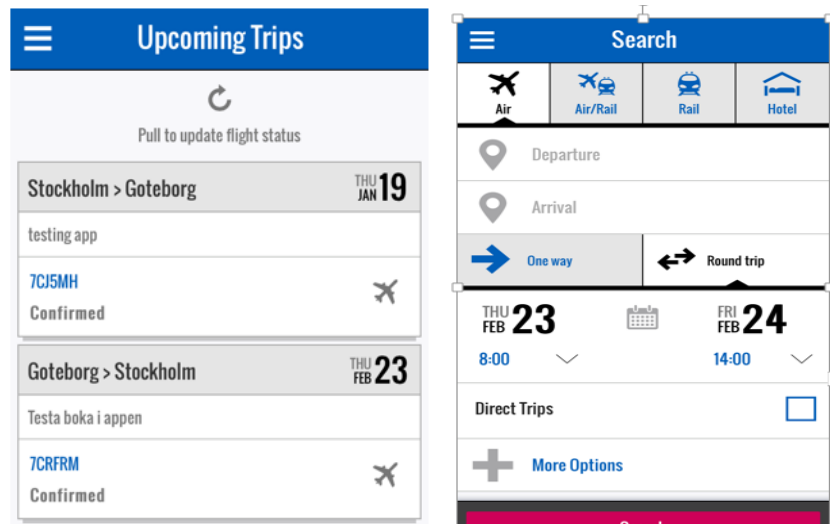 Upcoming Trips
Pull to update flight status
Stockholm > Goteborg
THU
JAN 19
testing app
7CJ5MH
Confirmed
Goteborg > Stockholm
THU
FEB 23
Testa boka i appen
7CRFRM
Confirmed
Search
Air
Air/Rail
Rail
Hotel
Departure
Arrival
One way
Round trip
THU
FEB 23
FRI
FEB 24
8:00
14:00
Direct Trips
More Options